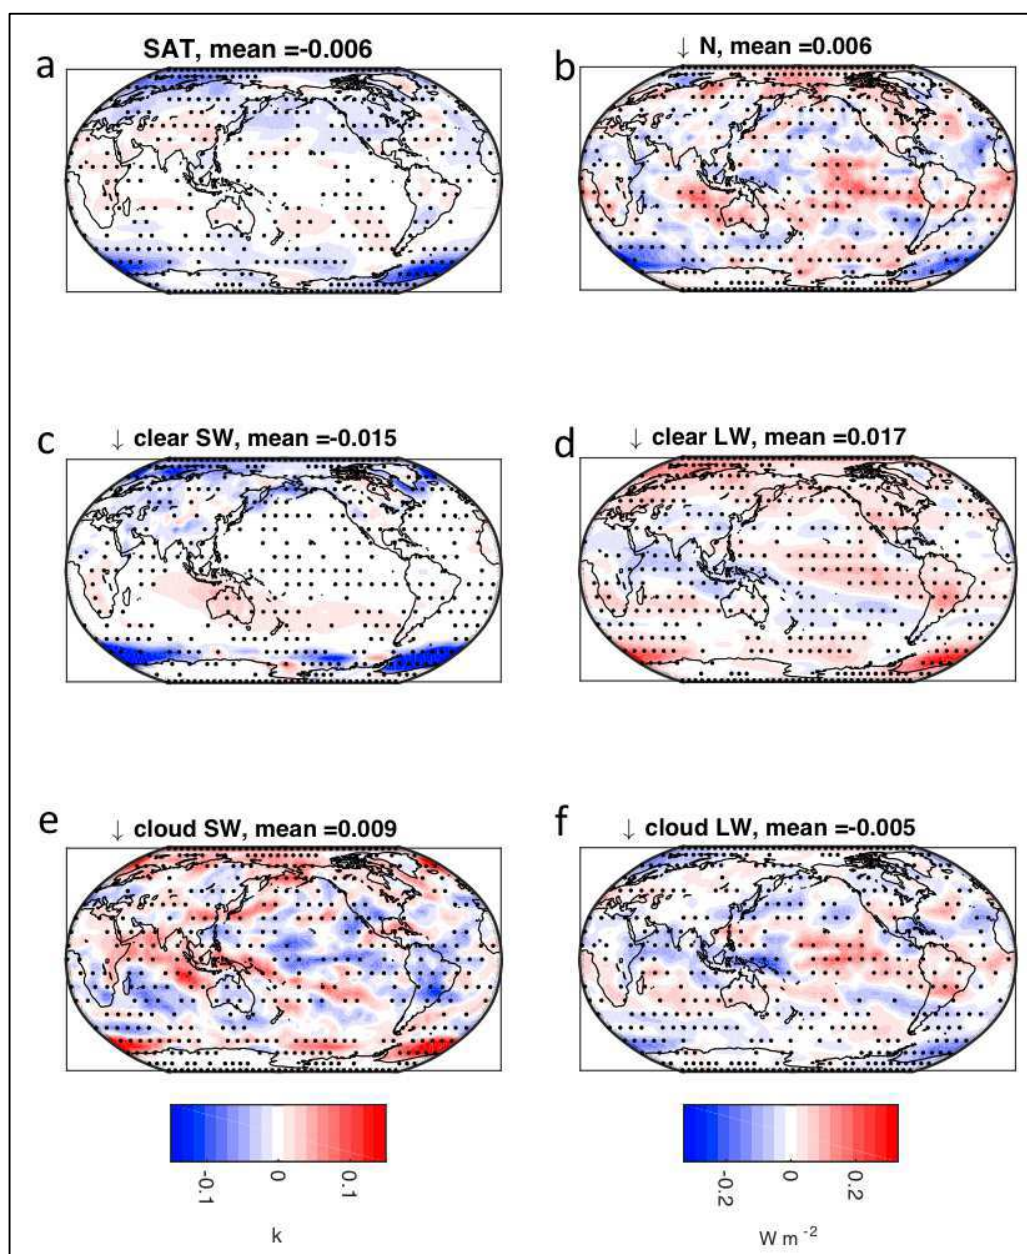 a SAT, mean =-0.006
b ↓ N, mean =0.006
c ↓ clear SW, mean =-0.015
d ↓ clear LW, mean =0.017
e ↓ cloud SW, mean =0.009
f ↓ cloud LW, mean =-0.005
-0.1 0 0.1
k
-0.2 0 0.2
W m⁻²